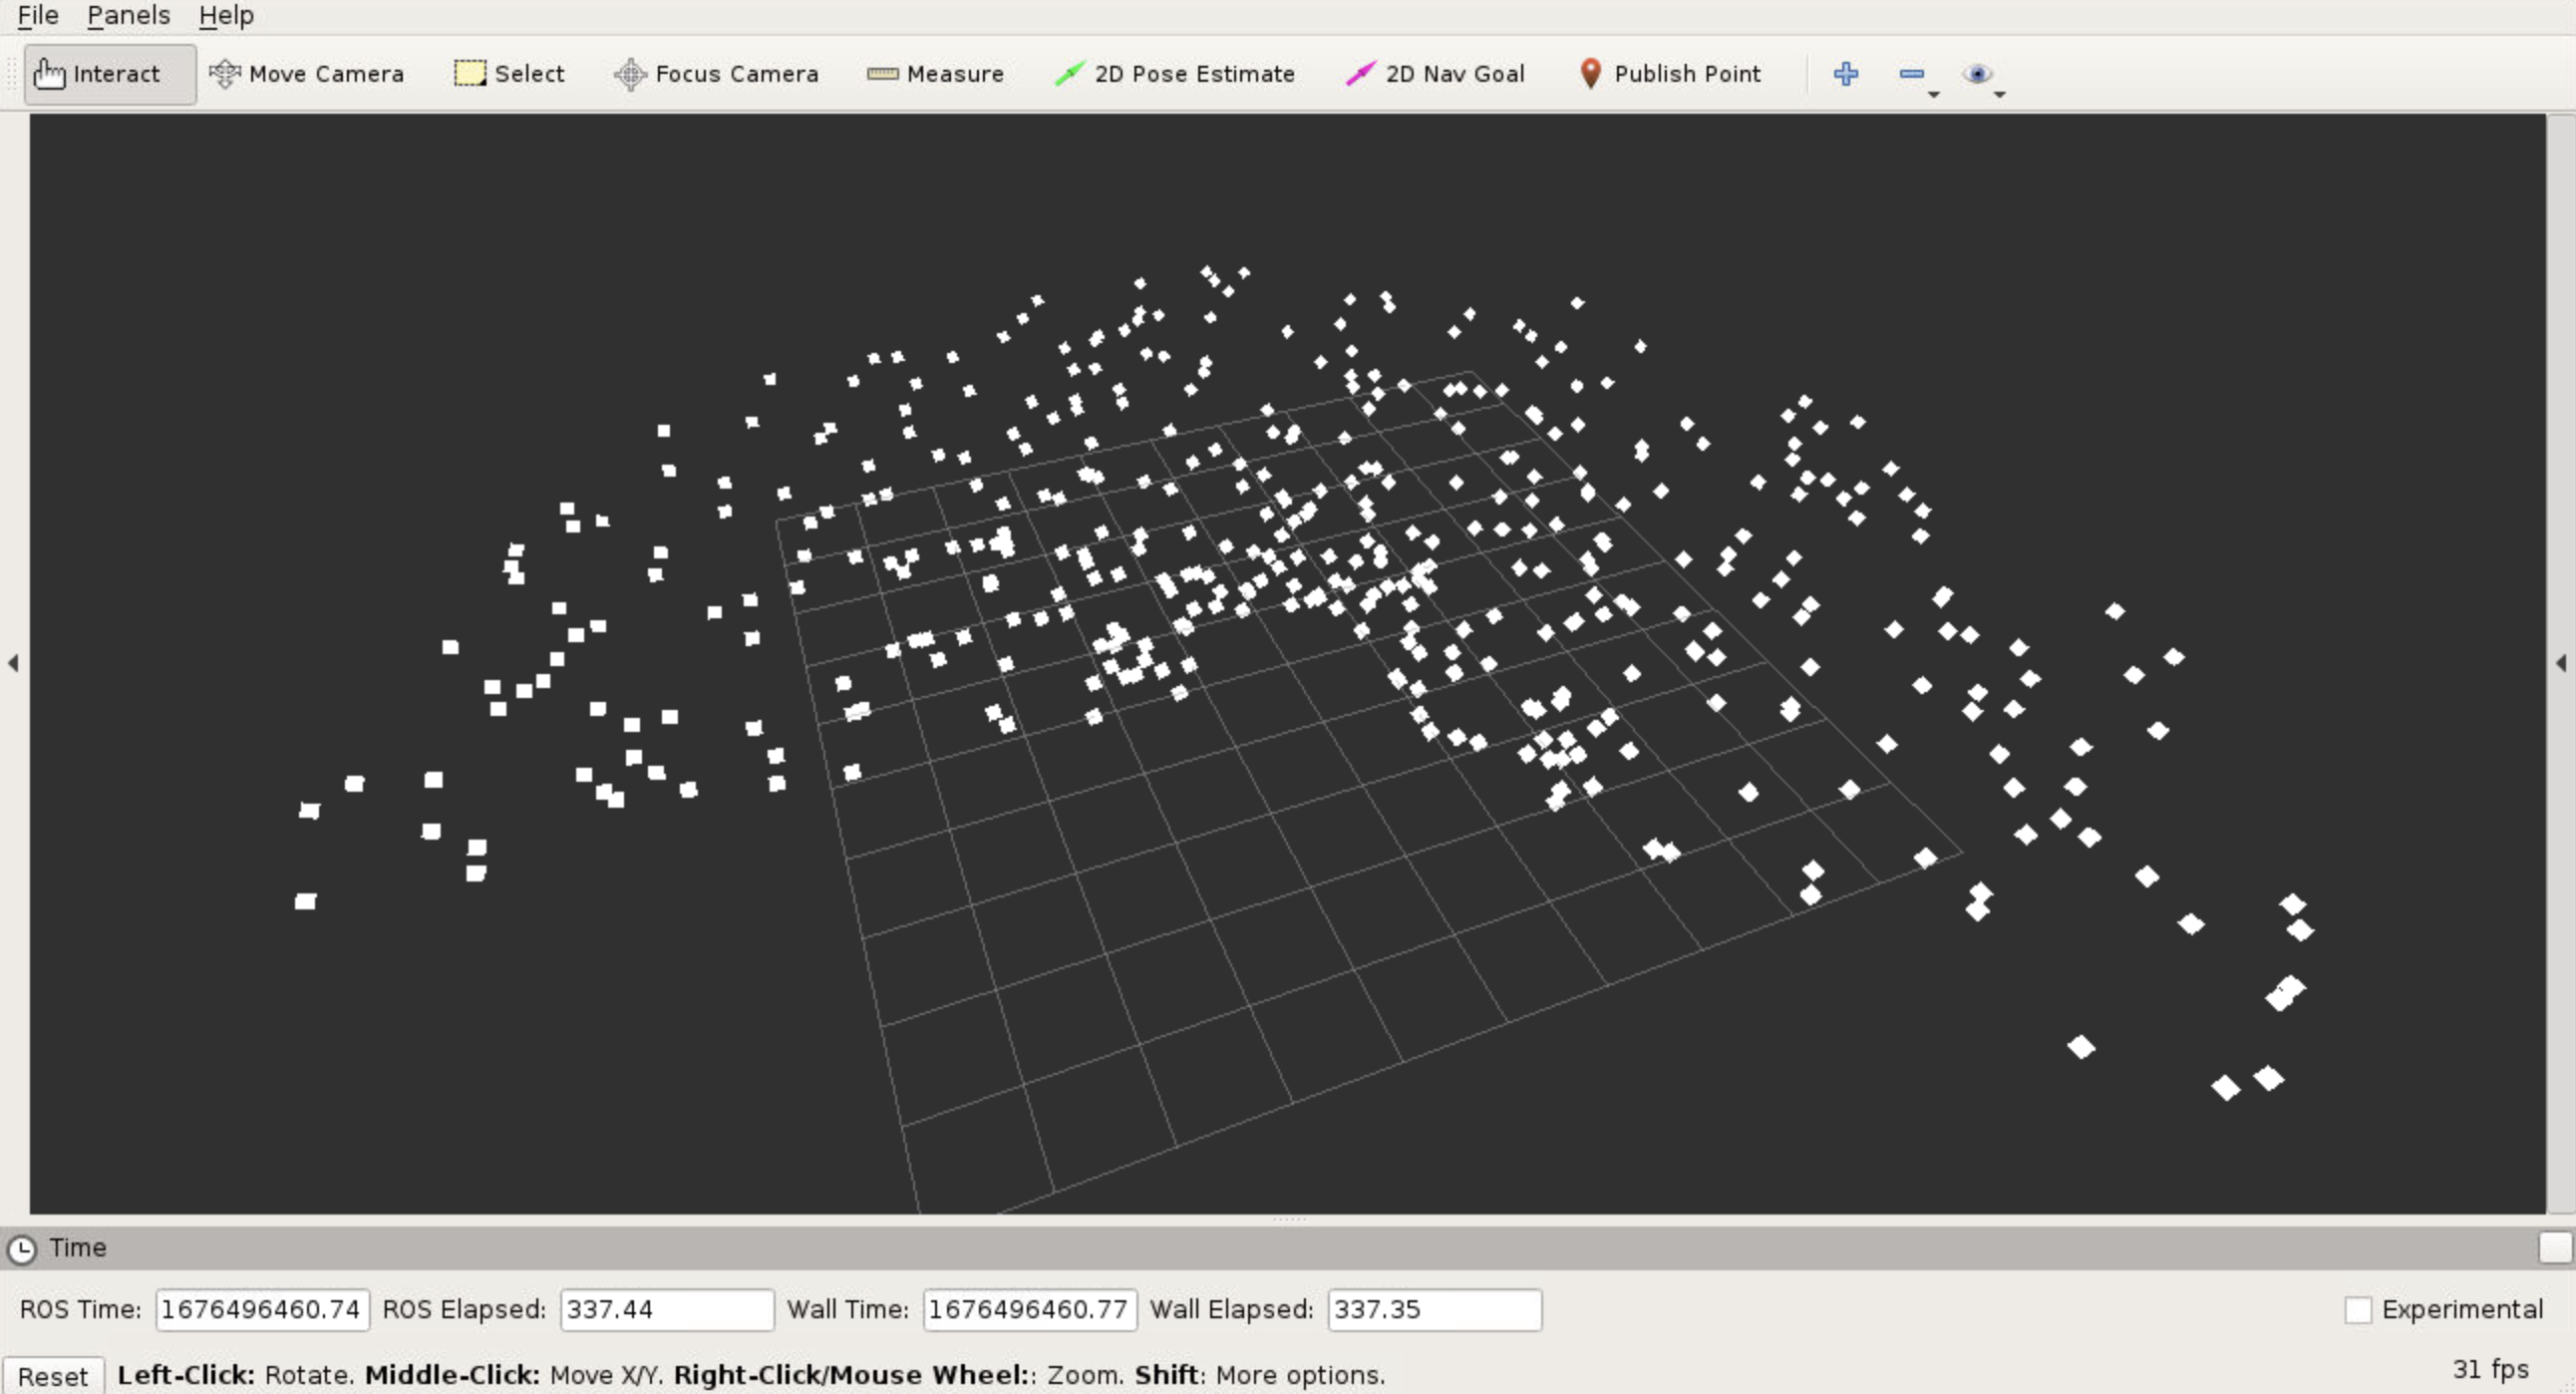 File Panels Help
Interact Move Camera Select Focus Camera Measure 2D Pose Estimate 2D Nav Goal Publish Point
Time
ROS Time: 1676496460.74 ROS Elapsed: 337.44 Wall Time: 1676496460.77 Wall Elapsed: 337.35 Experimental
Reset Left-Click: Rotate. Middle-Click: Move X/Y. Right-Click/Mouse Wheel:: Zoom. Shift: More options. 31 fps